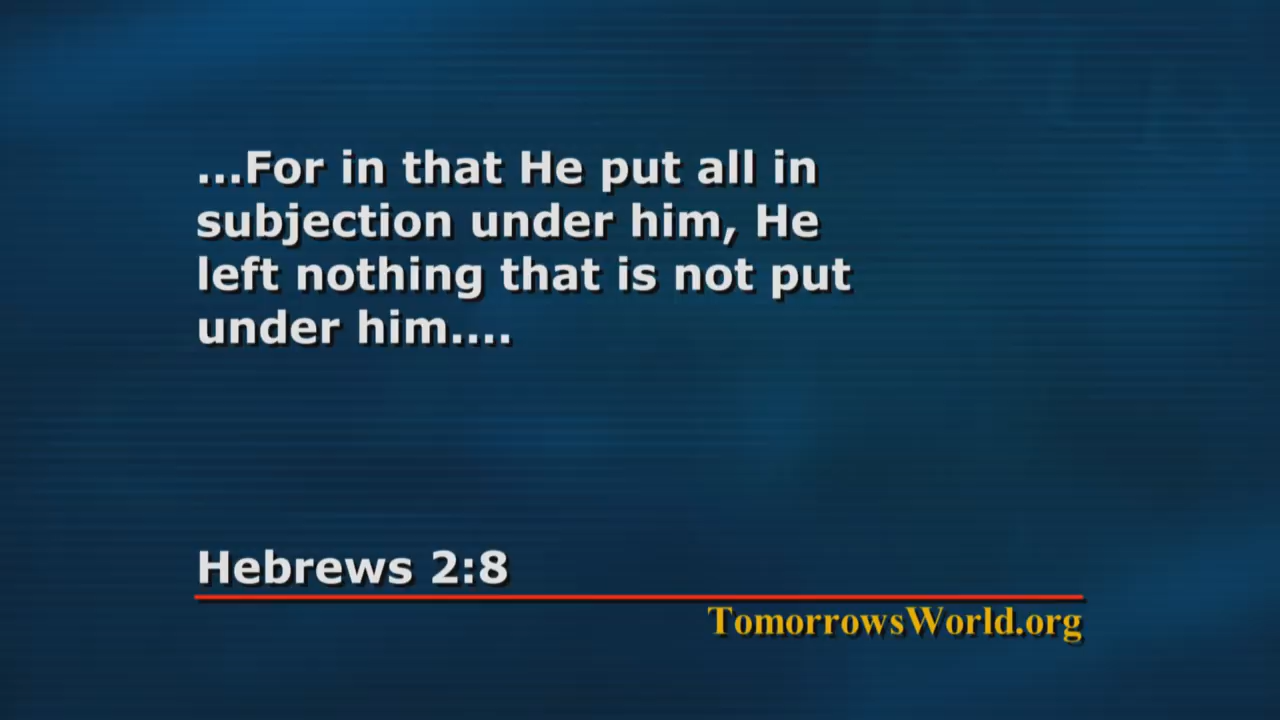 ...For in that He put all in
subjection under him, He
left nothing that is not put
under him....
Hebrews 2:8
TomorrowsWorld.org